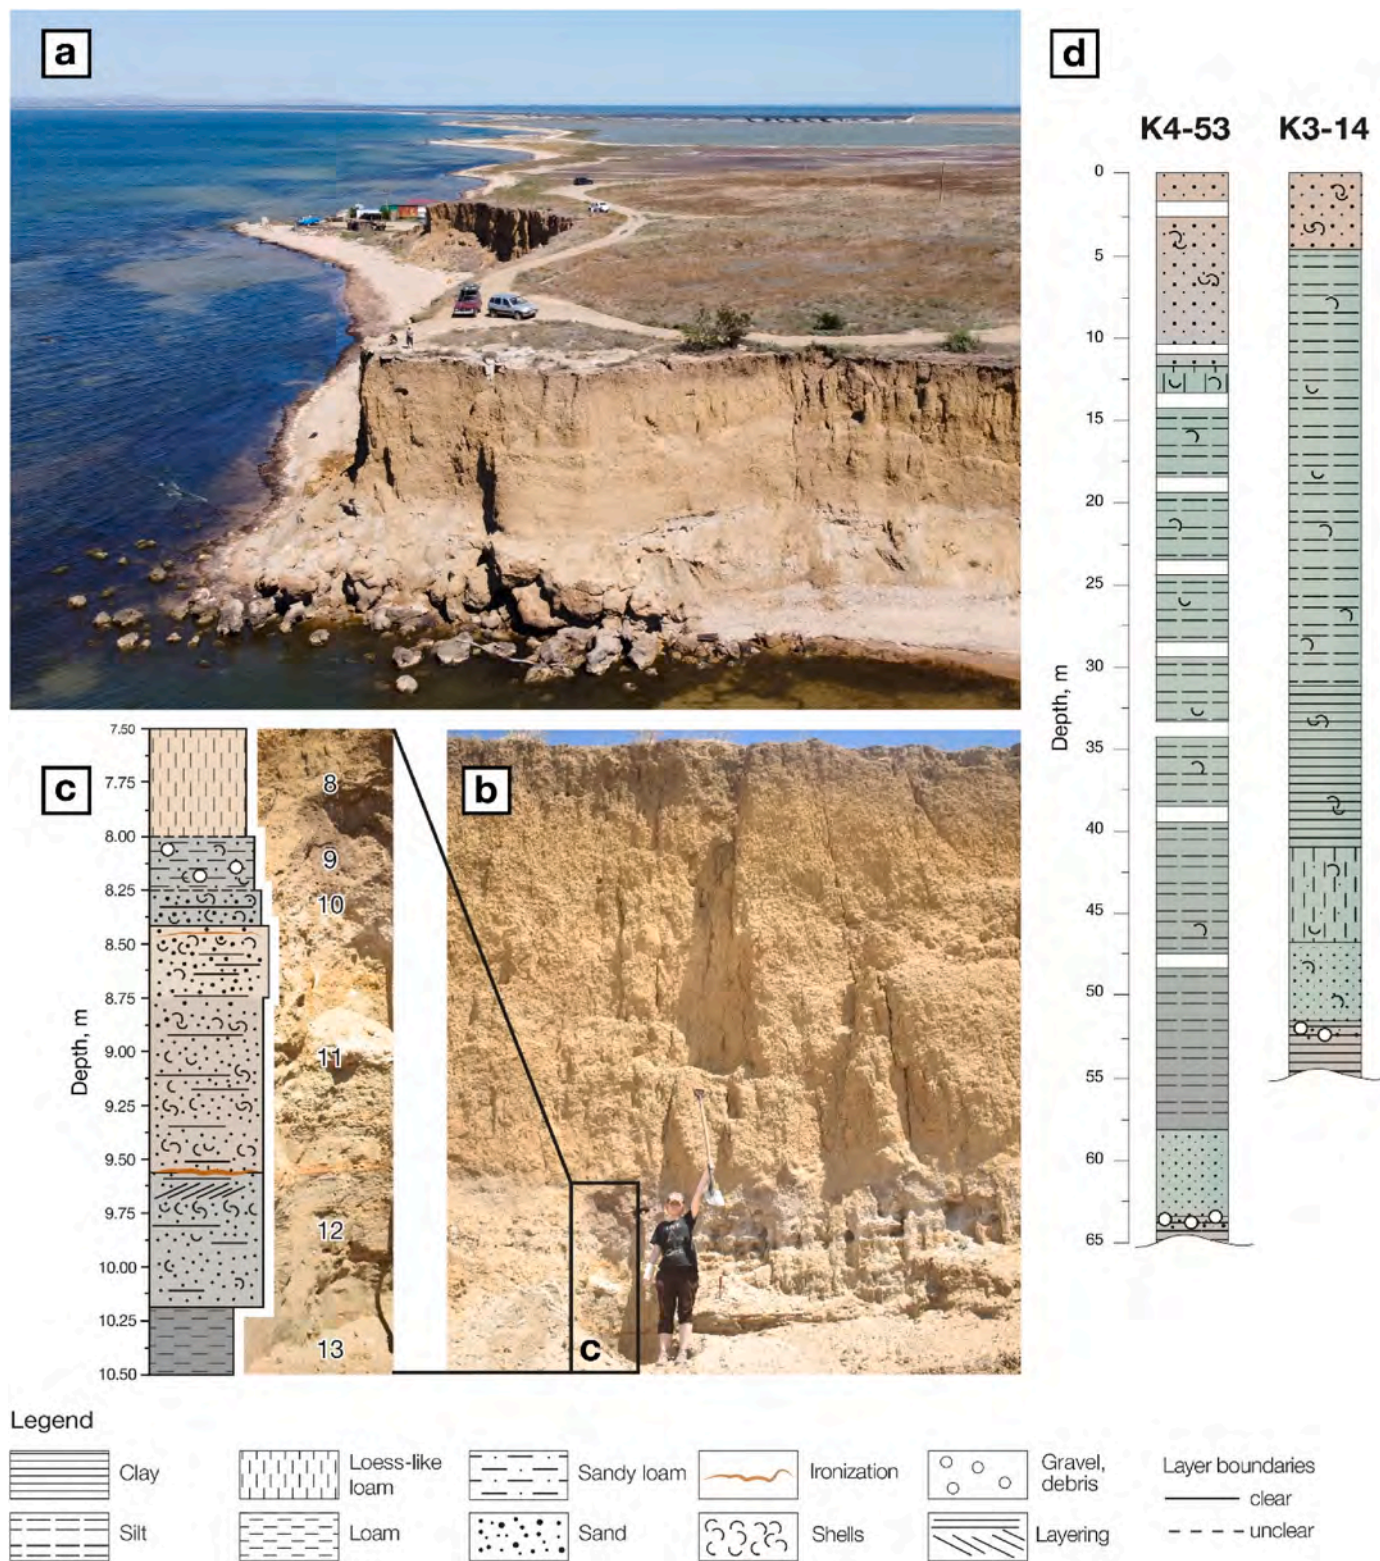 a
d
K4-53
K3-14
0
5
10
15
20
25
30
35
40
45
50
55
60
65
Depth, m
c
b
7.50
7.75
8.00
8.25
8.50
8.75
9.00
9.25
9.50
9.75
10.00
10.25
10.50
Depth, m
8
9
10
11
12
13
c
Legend
Clay
Loess-like
loam
Sandy loam
Ironization
Gravel,
debris
Layer boundaries
clear
Silt
Loam
Sand
Shells
Layering
unclear